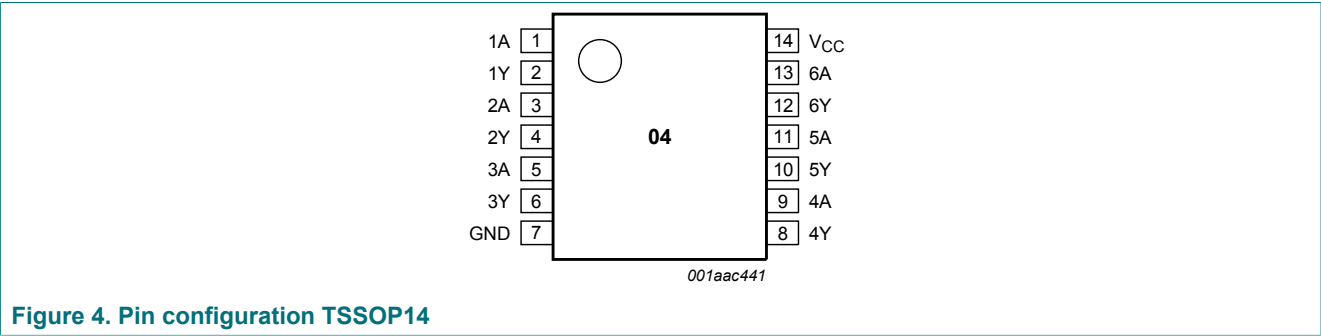 1A 1 14 VCC
1Y 2 13 6A
2A 3 12 6Y
2Y 4 04 11 5A
3A 5 10 5Y
3Y 6 9 4A
GND 7 8 4Y
001aac441
Figure 4. Pin configuration TSSOP14